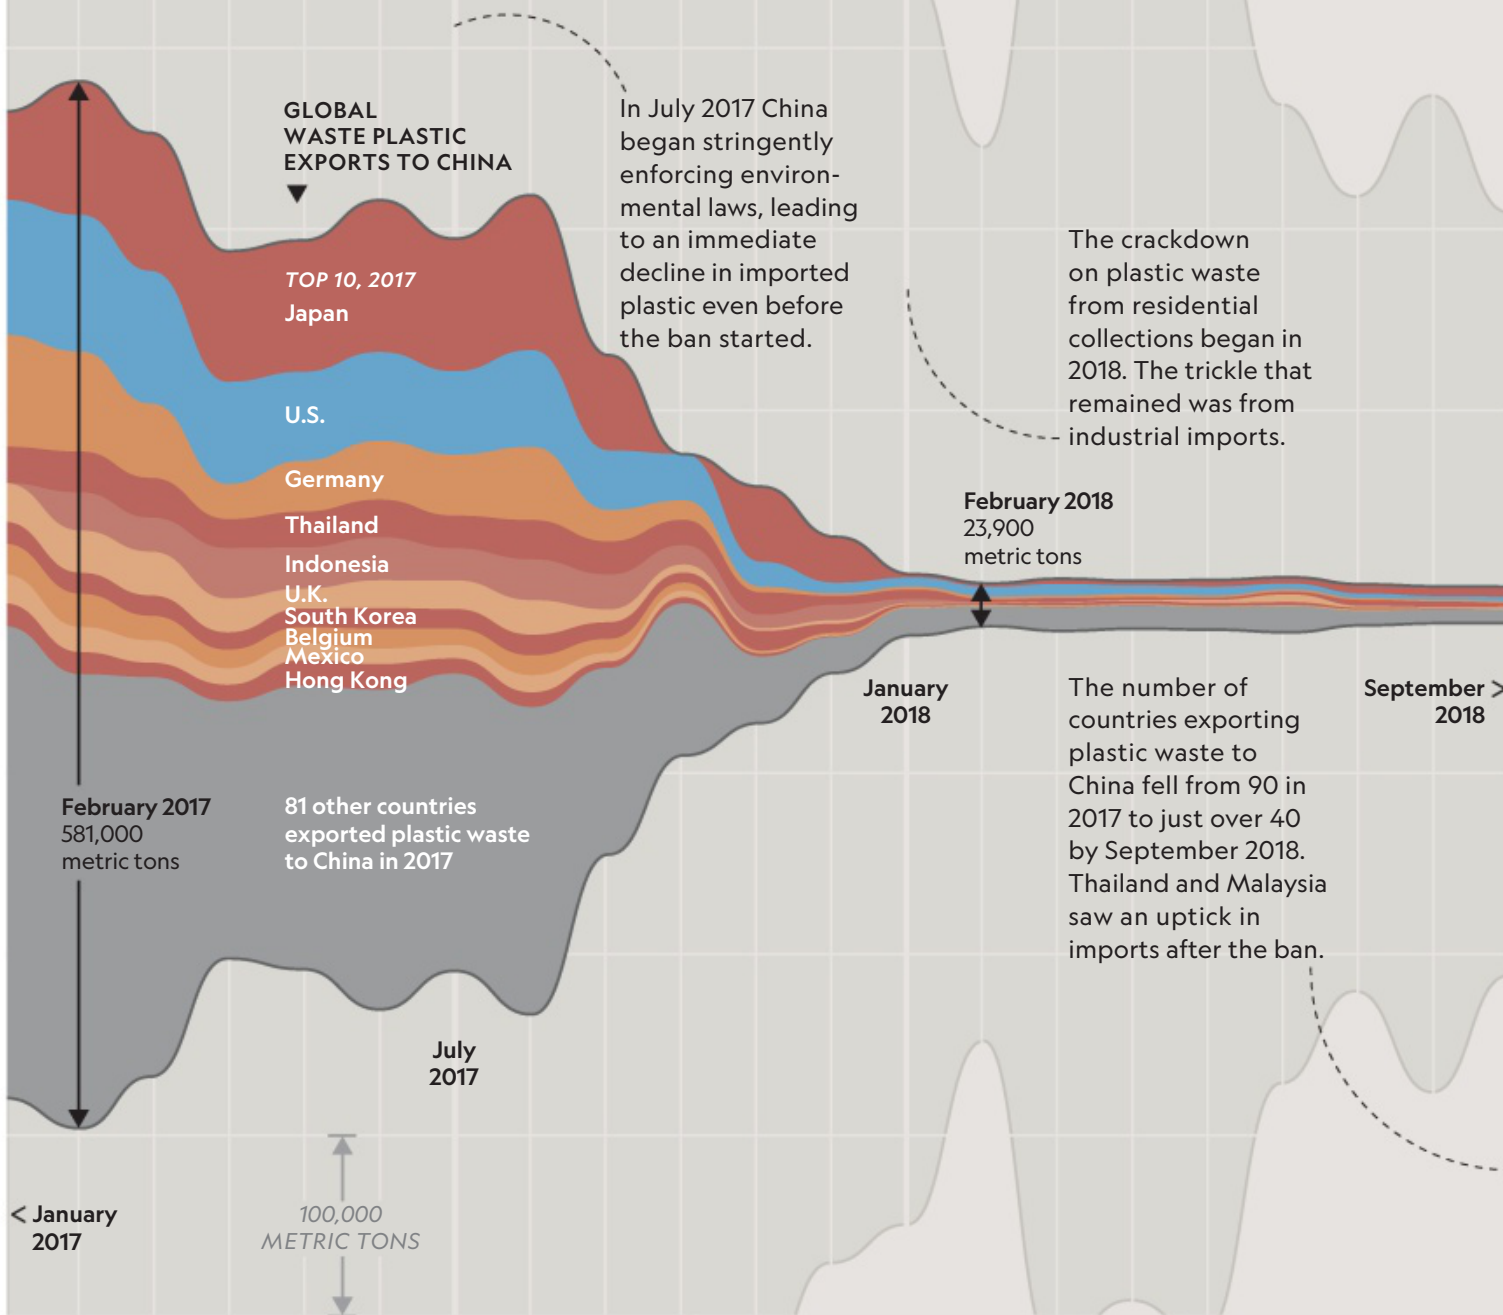 GLOBAL
WASTE PLASTIC
EXPORTS TO CHINA
TOP 10, 2017
Japan
U.S.
Germany
Thailand
Indonesia
U.K.
South Korea
Belgium
Mexico
Hong Kong
81 other countries
exported plastic waste
to China in 2017
February 2017
581,000
metric tons
In July 2017 China
began stringently
enforcing environ-
mental laws, leading
to an immediate
decline in imported
plastic even before
the ban started.
The crackdown
on plastic waste
from residential
collections began in
2018. The trickle that
remained was from
industrial imports.
February 2018
23,900
metric tons
January
2018
The number of
countries exporting
plastic waste to
China fell from 90 in
2017 to just over 40
by September 2018.
Thailand and Malaysia
saw an uptick in
imports after the ban.
September >
2018
July
2017
< January
2017
100,000
METRIC TONS